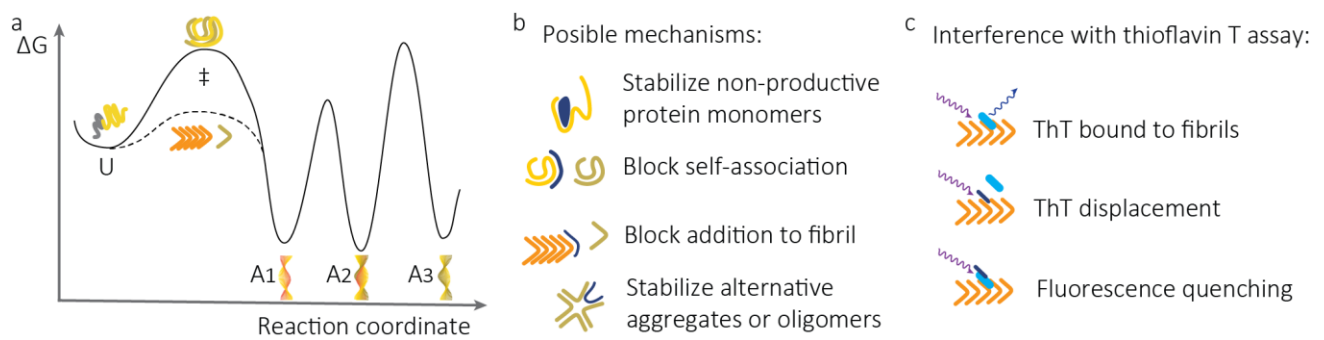 a
ΔG
‡
U
A1
A2
A3
Reaction coordinate
b
Posible mechanisms:
Stabilize non-productive
protein monomers
Block self-association
Block addition to fibril
Stabilize alternative
aggregates or oligomers
c
Interference with thioflavin T assay:
ThT bound to fibrils
ThT displacement
Fluorescence quenching